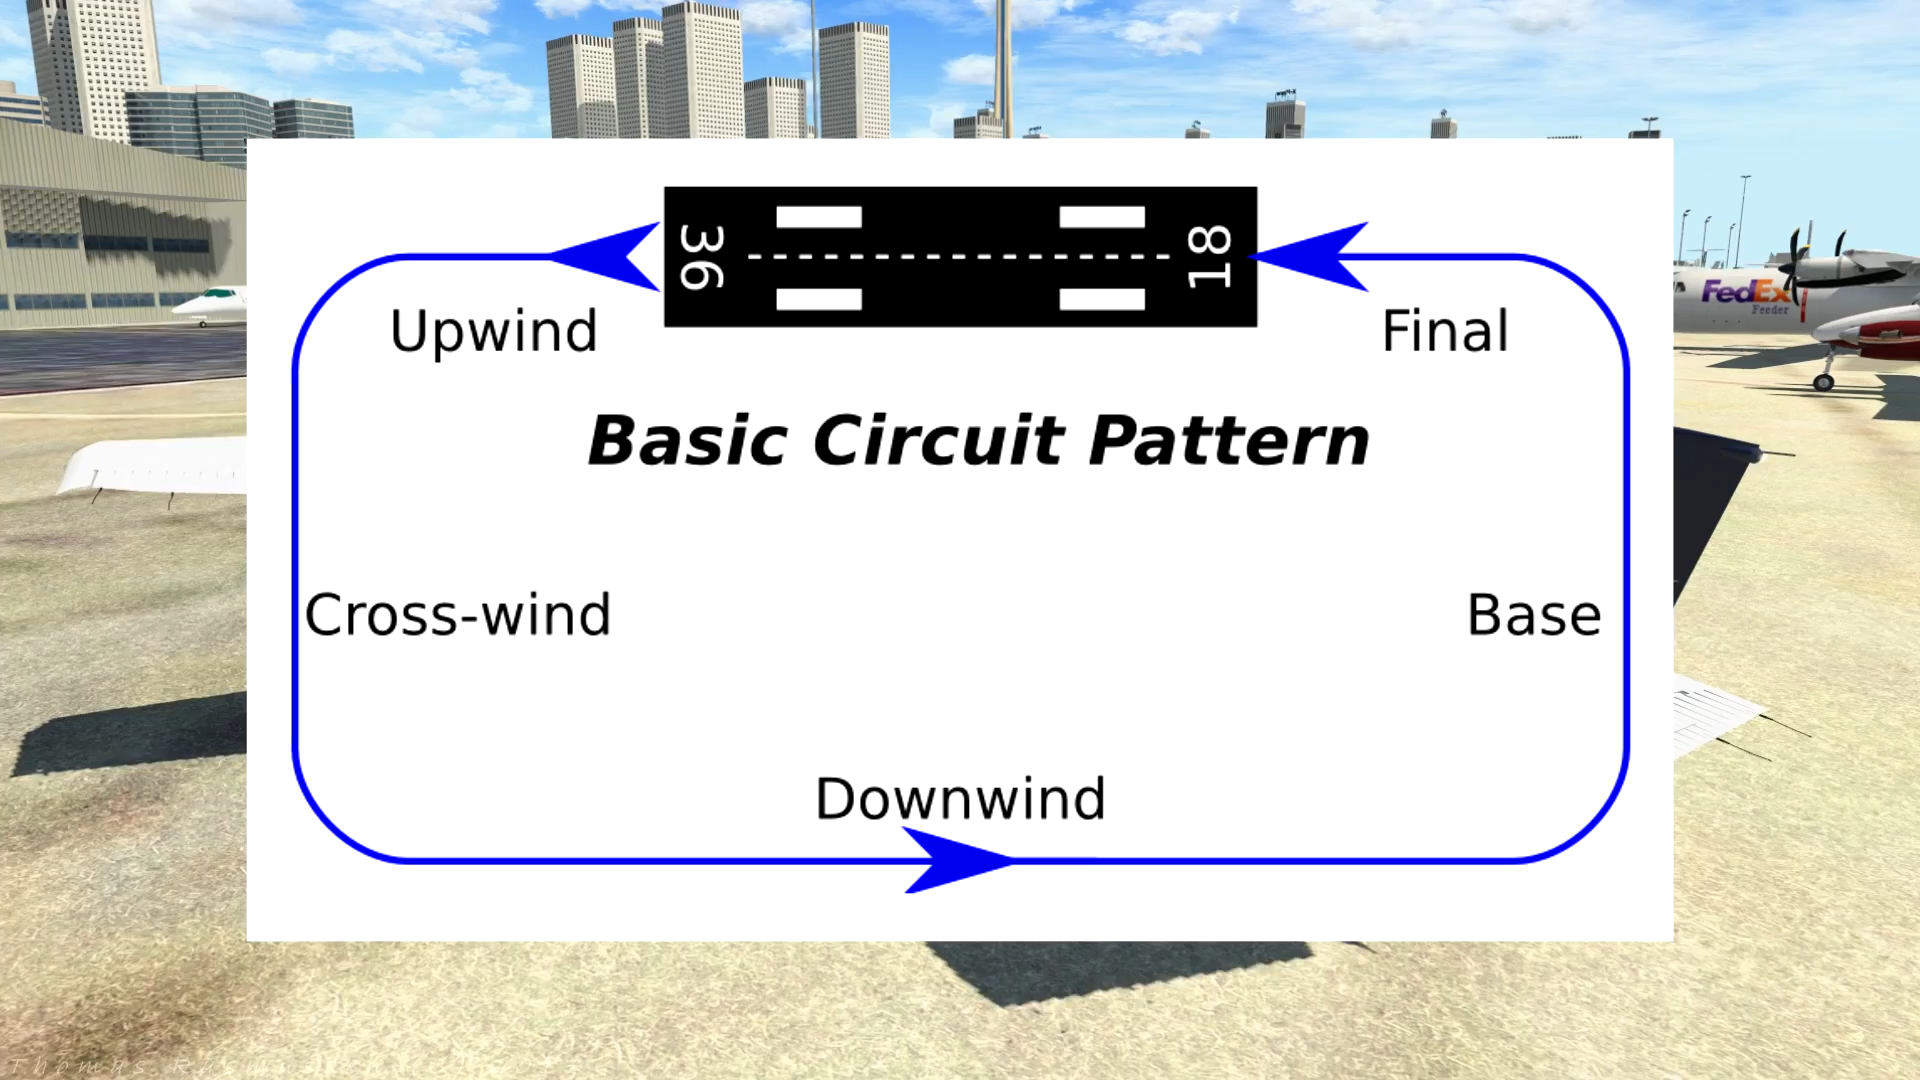 36
18
FedEx
Feeder
Upwind
Final
Basic Circuit Pattern
Cross-wind
Base
Downwind